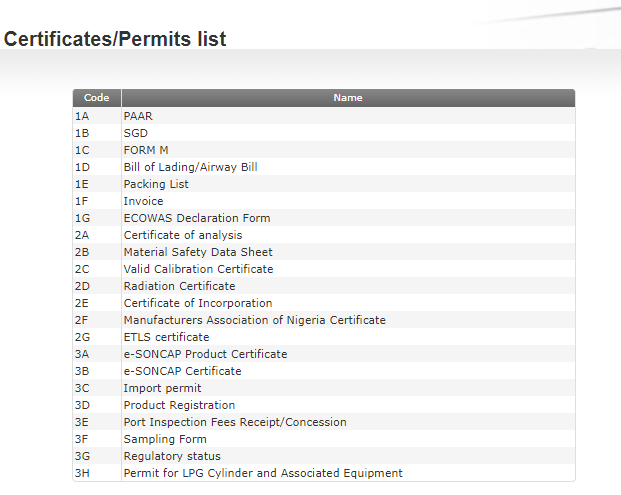 Certificates/Permits list
Code Name
1A PAAR
1B SGD
1C FORM M
1D Bill of Lading/Airway Bill
1E Packing List
1F Invoice
1G ECOWAS Declaration Form
2A Certificate of analysis
2B Material Safety Data Sheet
2C Valid Calibration Certificate
2D Radiation Certificate
2E Certificate of Incorporation
2F Manufacturers Association of Nigeria Certificate
2G ETLS certificate
3A e-SONCAP Product Certificate
3B e-SONCAP Certificate
3C Import permit
3D Product Registration
3E Port Inspection Fees Receipt/Concession
3F Sampling Form
3G Regulatory status
3H Permit for LPG Cylinder and Associated Equipment